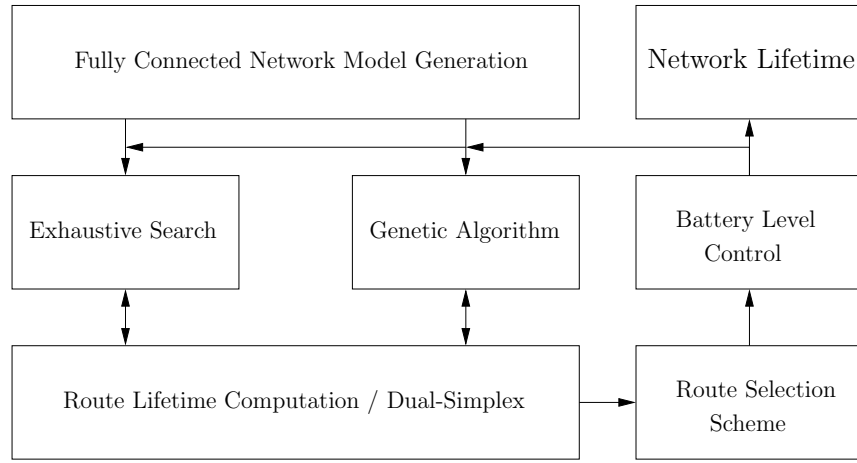 Fully Connected Network Model Generation
Network Lifetime
Exhaustive Search
Genetic Algorithm
Battery Level
Control
Route Lifetime Computation / Dual-Simplex
Route Selection
Scheme